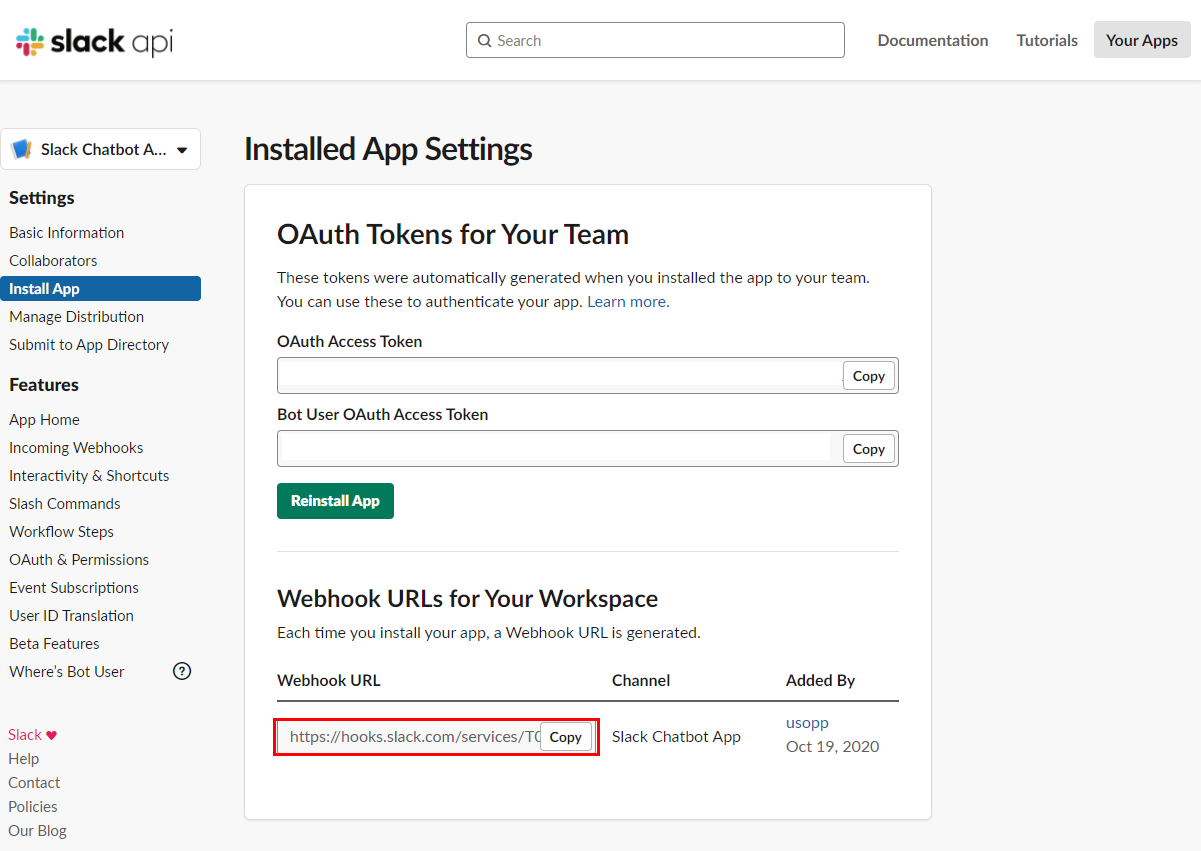 slack api
Search
Documentation
Tutorials
Your Apps
Slack Chatbot A...
Settings
Basic Information
Collaborators
Install App
Manage Distribution
Submit to App Directory
Features
App Home
Incoming Webhooks
Interactivity & Shortcuts
Slash Commands
Workflow Steps
OAuth & Permissions
Event Subscriptions
User ID Translation
Beta Features
Where's Bot User
?
Slack ♥
Help
Contact
Policies
Our Blog
Installed App Settings
OAuth Tokens for Your Team
These tokens were automatically generated when you installed the app to your team.
You can use these to authenticate your app. Learn more.
OAuth Access Token
Copy
Bot User OAuth Access Token
Copy
Reinstall App
Webhook URLs for Your Workspace
Each time you install your app, a Webhook URL is generated.
Webhook URL Channel Added By
https://hooks.slack.com/services/T0 Copy Slack Chatbot App usopp
Oct 19, 2020